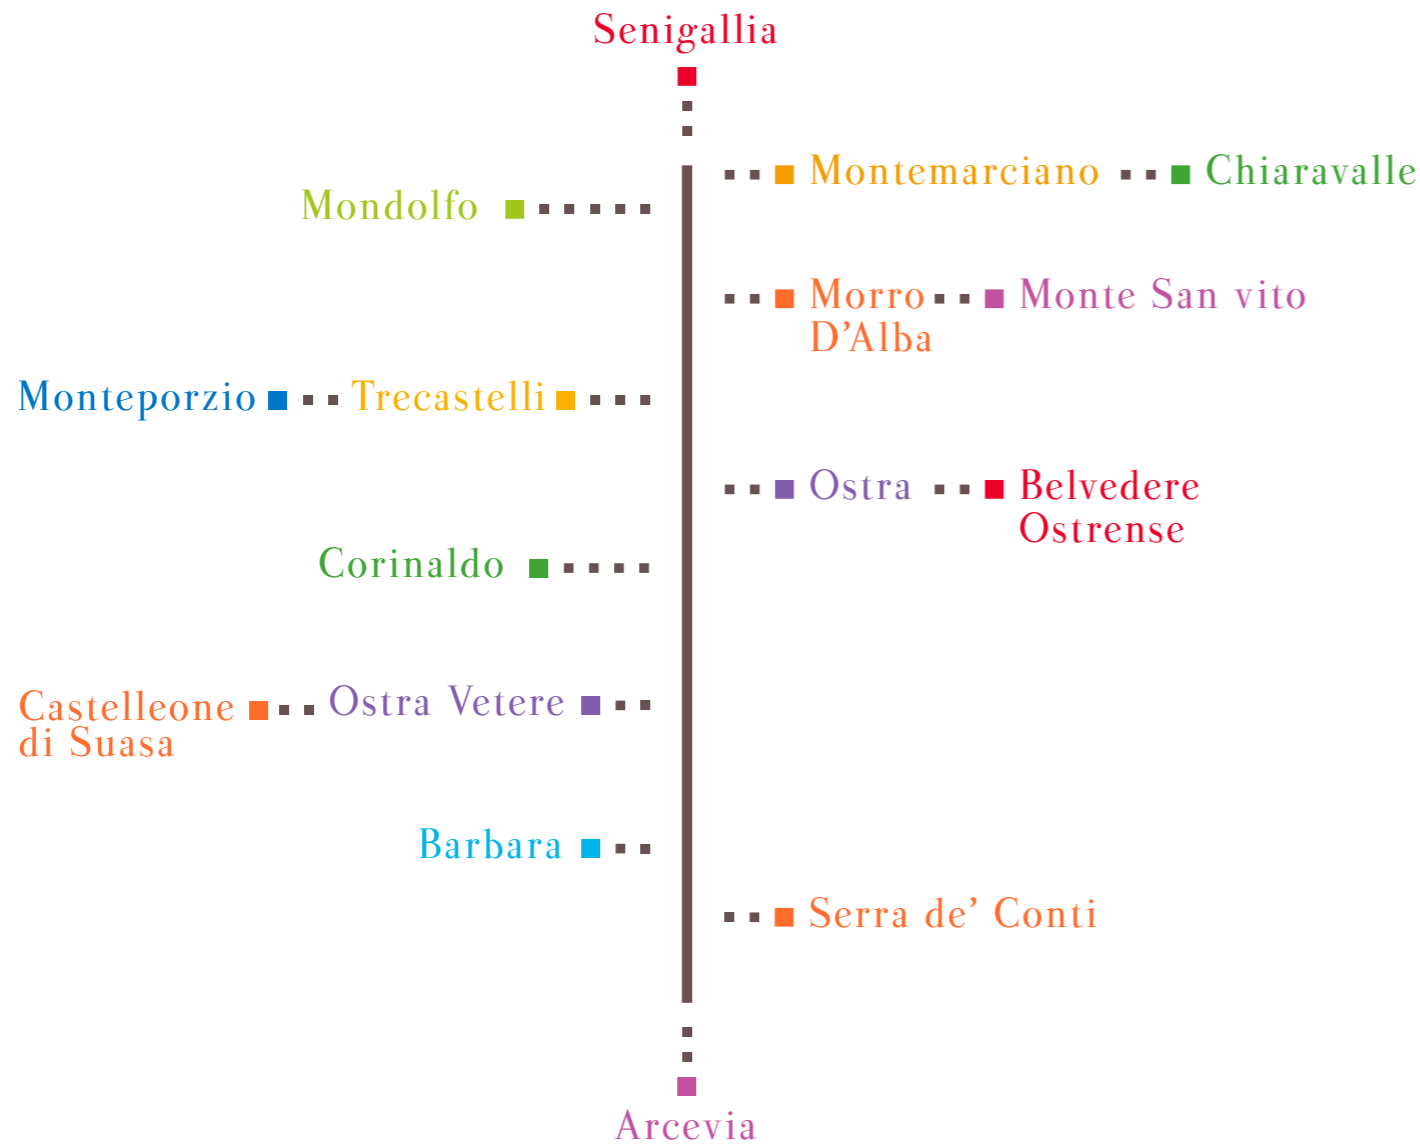 Senigallia
Montemarciano Chiaravalle
Mondolfo
Morro Monte San vito
D’Alba
Monteporzio Trecastelli
Ostra Belvedere
Ostrense
Corinaldo
Castelleone Ostra Vetere
di Suasa
Barbara
Serra de’ Conti
Arcevia